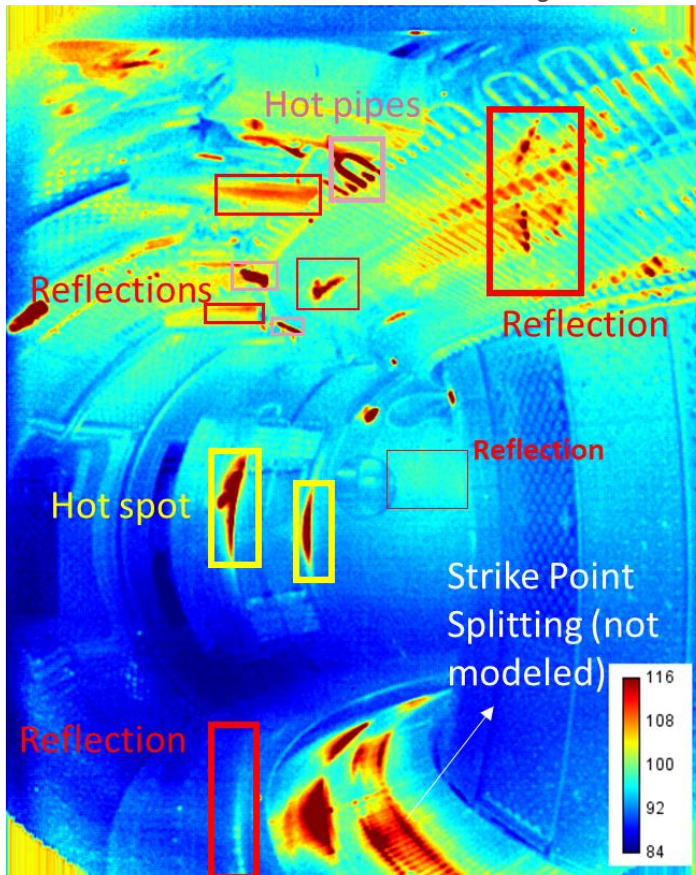 Hot pipes
Reflections
Reflection
Reflection
Hot spot
Strike Point
Splitting (not
modeled)
Reflection
116
108
100
92
84